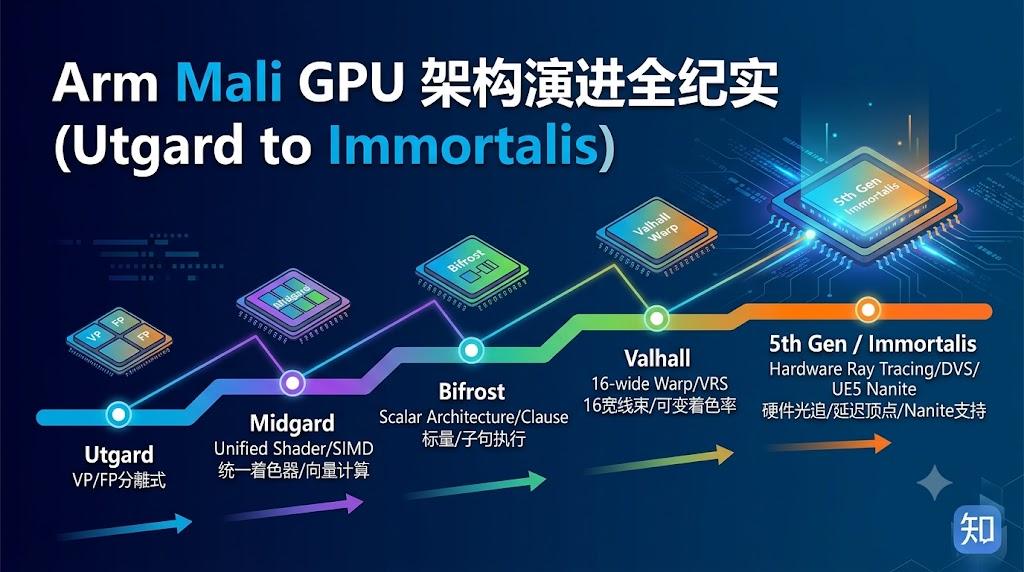 Arm Mali GPU 架构演进全纪实
(Utgard to Immortalis)
VP
FP
FP
Midgard
Bifrost
Valhall
Warp
5th Gen
Immortalis
Utgard
VP/FP分離式
Midgard
Unified Shader/SIMD
统一着色器/向量计算
Bifrost
Scalar Architecture/Clause
标量/子句执行
Valhall
16-wide Warp/VRS
16宽线束/可变着色率
5th Gen / Immortalis
Hardware Ray Tracing/DVS/
UE5 Nanite
硬件光追/延迟顶点/Nanite支持
知